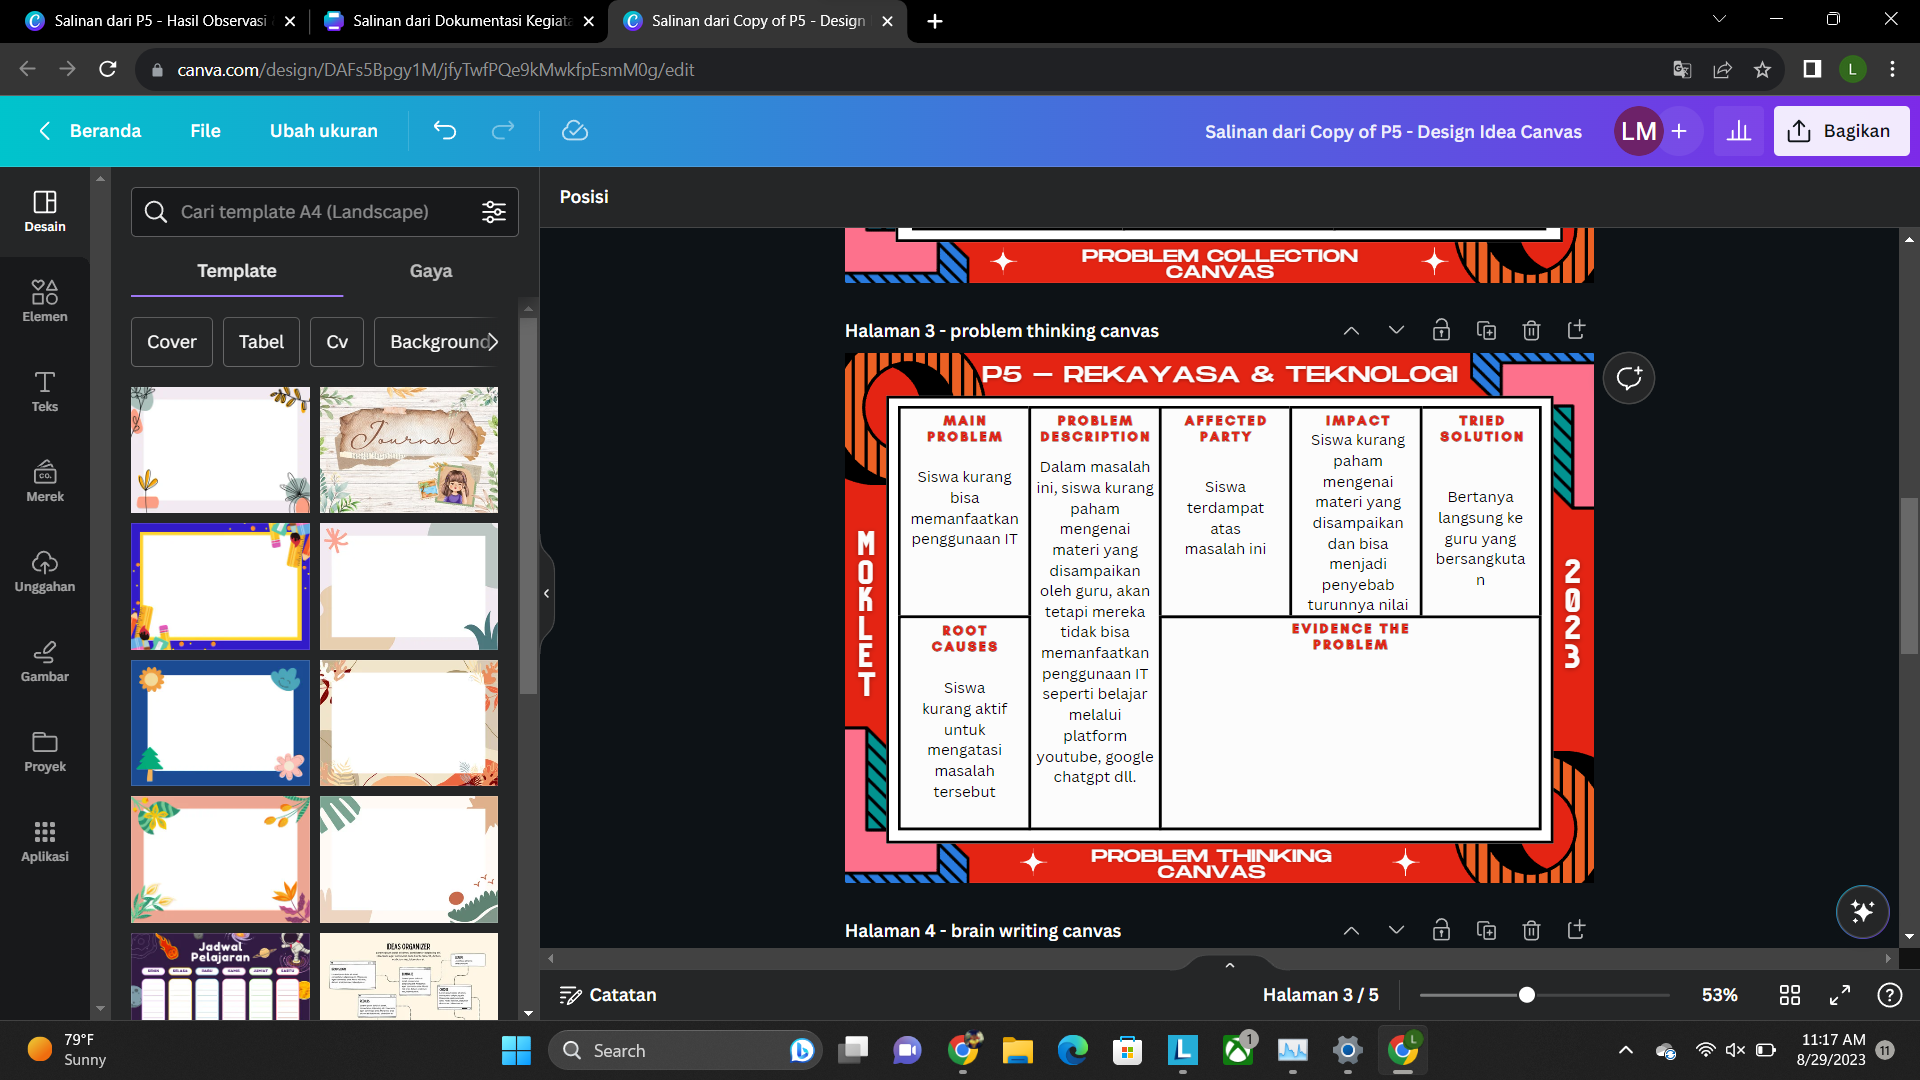 Salinan dari P5 - Hasil Observasi
Salinan dari Dokumentasi Kegiata
Salinan dari Copy of P5 - Design
canva.com/design/DAFs5Bpgy1M/jfyTwfPQe9kMwkfpEsmM0g/edit
L
Beranda
File
Ubah ukuran
Salinan dari Copy of P5 - Design Idea Canvas
LM
+
Bagikan
Desain
Elemen
Teks
Merek
Unggahan
Gambar
Proyek
Aplikasi
Cari template A4 (Landscape)
Template
Gaya
Cover
Tabel
Cv
Background
Journal
Jadwal
Pelajaran
IDEAS ORGANIZER
Posisi
PROBLEM COLLECTION
CANVAS
Halaman 3 - problem thinking canvas
P5 – REKAYASA & TEKNOLOGI
MOKLET
2023
MAIN
PROBLEM
Siswa kurang
bisa
memanfaatkan
penggunaan IT
PROBLEM
DESCRIPTION
Dalam masalah
ini, siswa kurang
paham
mengenai
materi yang
disampaikan
oleh guru, akan
tetapi mereka
tidak bisa
memanfaatkan
penggunaan IT
seperti belajar
melalui
platform
youtube, google
chatgpt dll.
AFFECTED
PARTY
Siswa
terdampat
atas
masalah ini
IMPACT
Siswa kurang
paham
mengenai
materi yang
disampaikan
dan bisa
menjadi
penyebab
turunnya nilai
TRIED
SOLUTION
Bertanya
langsung ke
guru yang
bersangkuta
n
ROOT
CAUSES
Siswa
kurang aktif
untuk
mengatasi
masalah
tersebut
EVIDENCE THE
PROBLEM
PROBLEM THINKING
CANVAS
Halaman 4 - brain writing canvas
Catatan
Halaman 3 / 5
53%
79°F
Sunny
Search
1
L
11:17 AM
8/29/2023
11